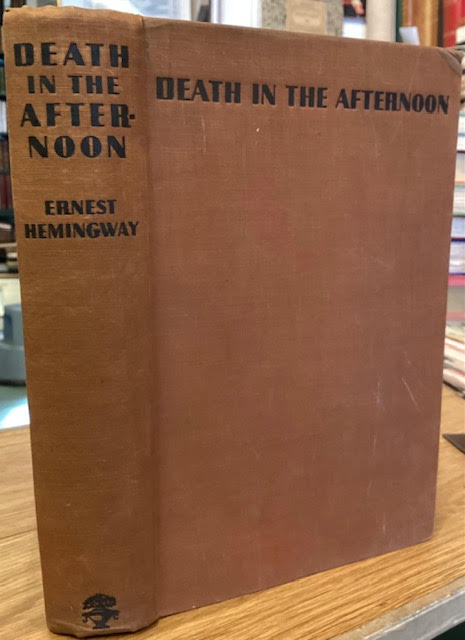 DEATH
IN THE
AFTER-
NOON
ERNEST
HEMINGWAY
DEATH IN THE AFTERNOON